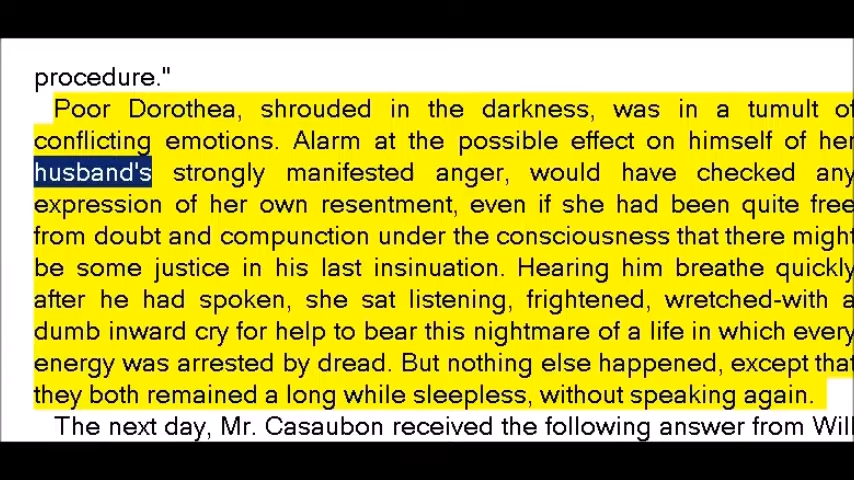 procedure."
Poor Dorothea, shrouded in the darkness, was in a tumult of
conflicting emotions. Alarm at the possible effect on himself of her
husband's strongly manifested anger, would have checked any
expression of her own resentment, even if she had been quite free
from doubt and compunction under the consciousness that there might
be some justice in his last insinuation. Hearing him breathe quickly
after he had spoken, she sat listening, frightened, wretched-with a
dumb inward cry for help to bear this nightmare of a life in which every
energy was arrested by dread. But nothing else happened, except that
they both remained a long while sleepless, without speaking again.
The next day, Mr. Casaubon received the following answer from Will